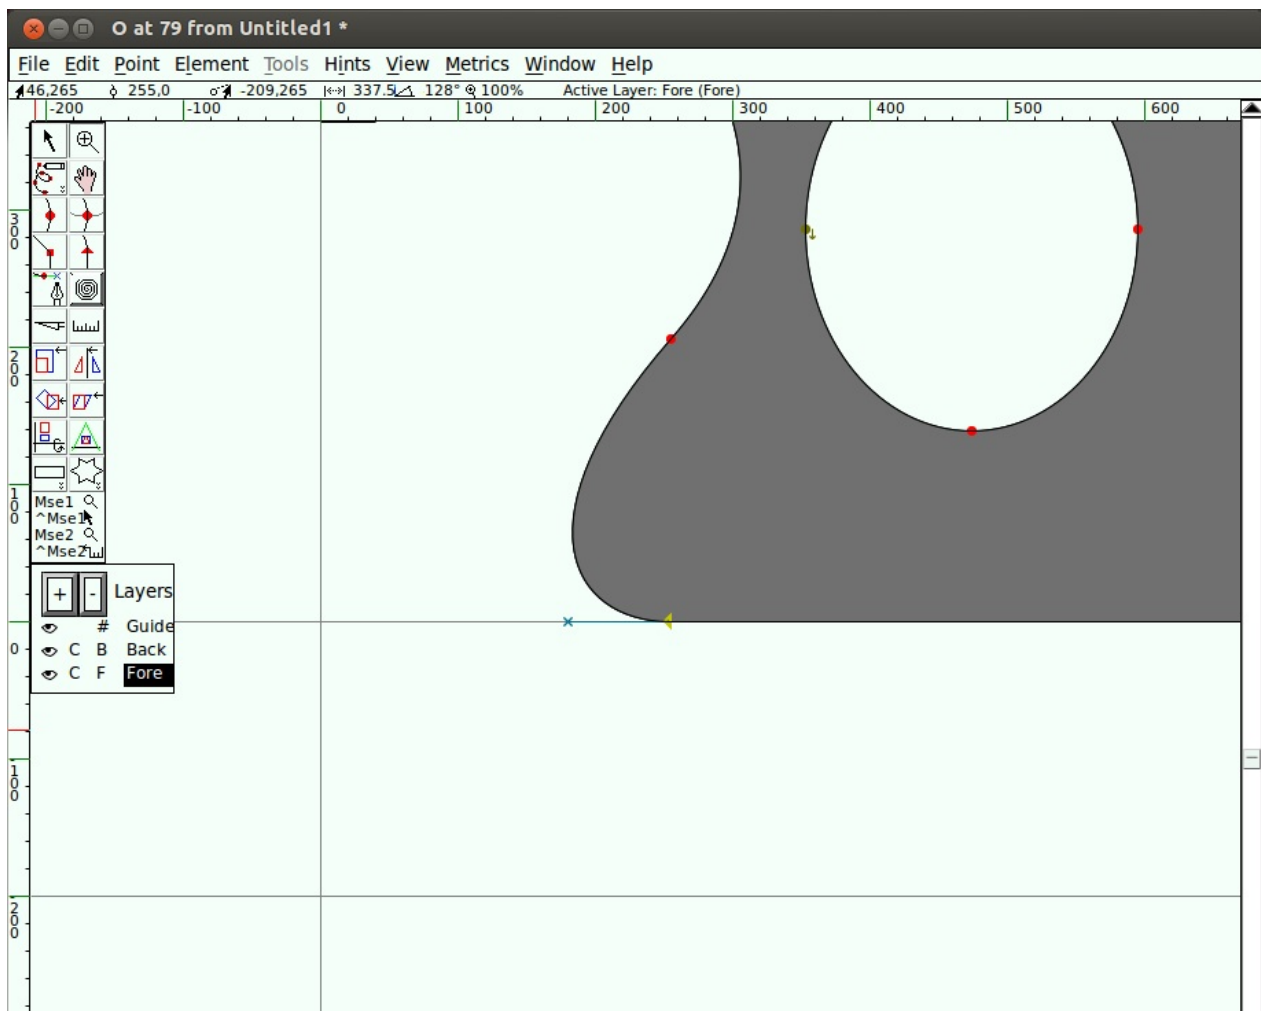 O at 79 from Untitled1 *
File Edit Point Element Tools Hints View Metrics Window Help
46,265 255,0 -209,265 337.5 128° 100% Active Layer: Fore (Fore)
-200 -100 0 100 200 300 400 500 600
300
200
100
Mse1
^Mse1
Mse2
^Mse2
+ - Layers
# Guide
0
C B Back
C F Fore
-100
-200